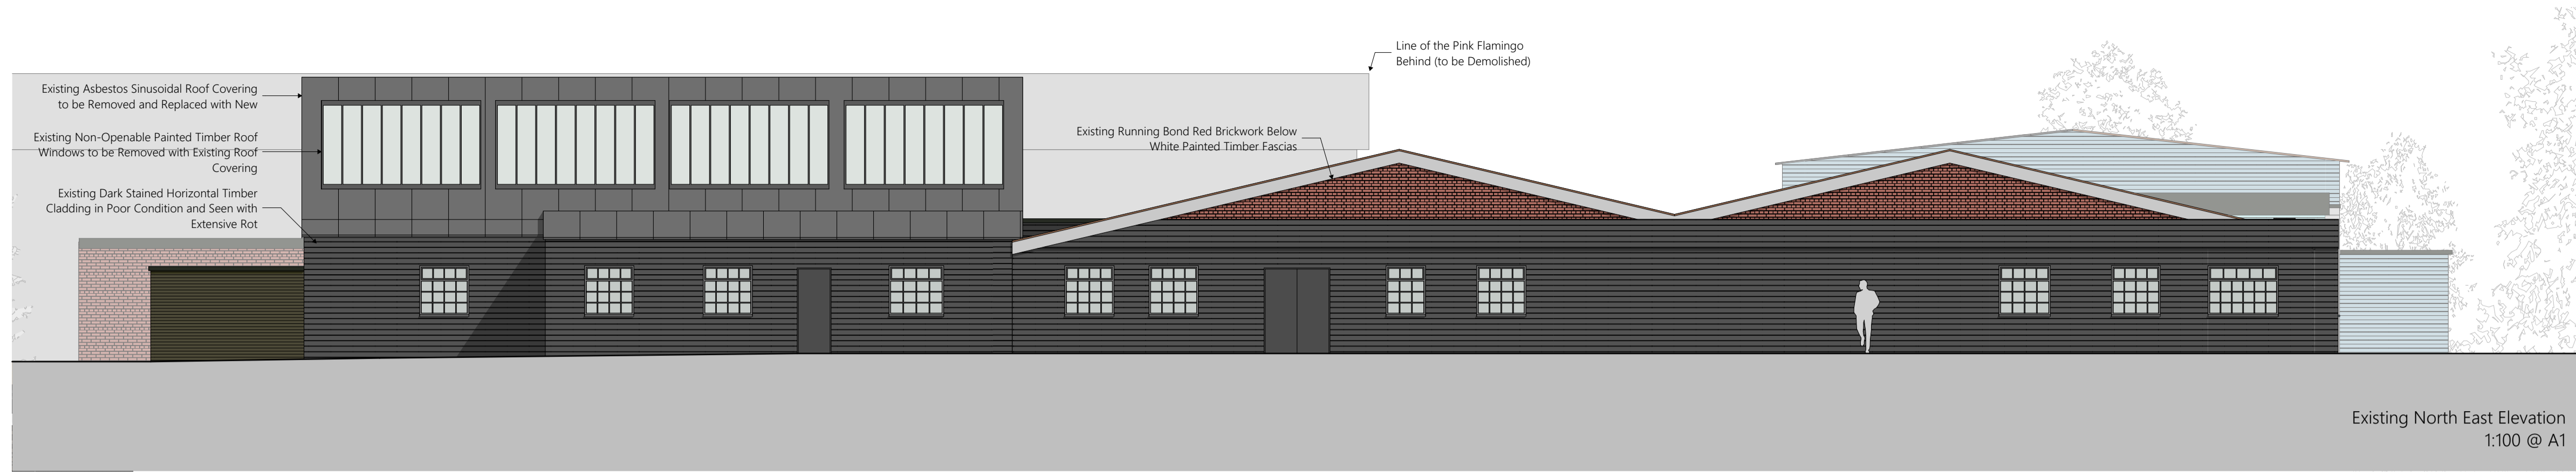 Line of the Pink Flamingo
Behind (to be Demolished)
Existing Asbestos Sinusoidal Roof Covering
to be Removed and Replaced with New
Existing Non-Openable Painted Timber Roof
Windows to be Removed with Existing Roof
Covering
Existing Dark Stained Horizontal Timber
Cladding in Poor Condition and Seen with
Extensive Rot
Existing Running Bond Red Brickwork Below
White Painted Timber Fascias
Existing North East Elevation
1:100 @ A1